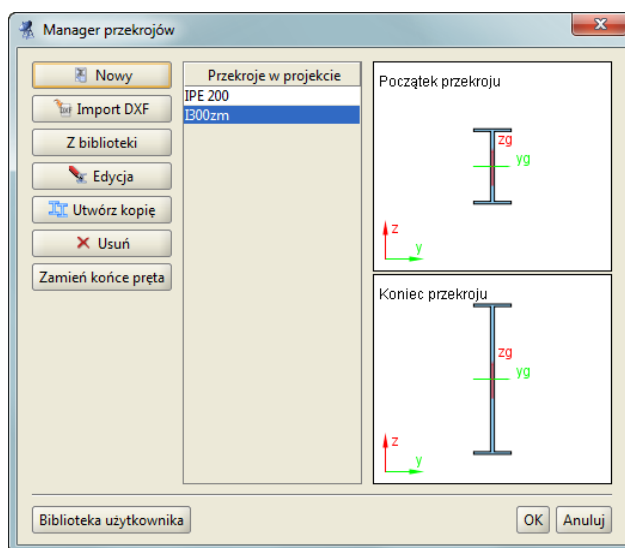 Manager przekrojów
Nowy
DXF Import DXF
Z biblioteki
Edycja
Utwórz kopię
Usuń
Zamień końce pręta
Przekroje w projekcie
IPE 200
I300zm
Początek przekroju
zg
yg
z
y
Koniec przekroju
zg
yg
z
y
Biblioteka użytkownika
OK
Anuluj